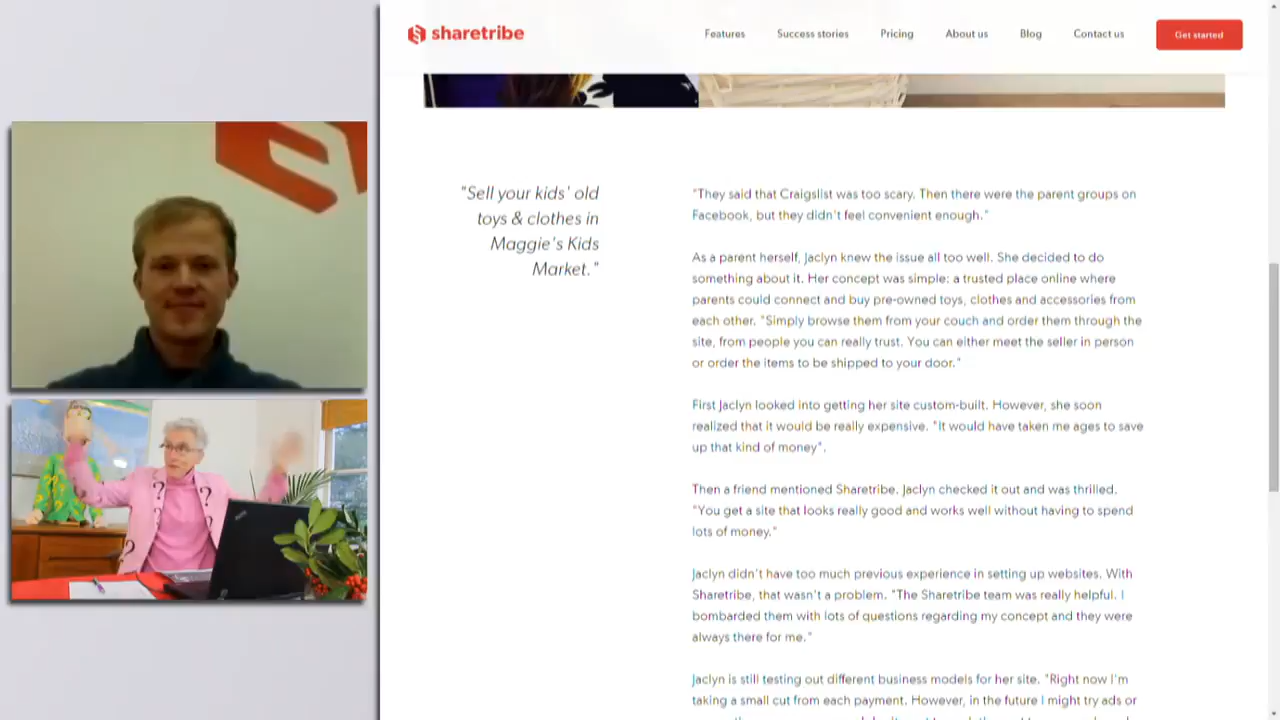 sharetribe
Features
Success stories
Pricing
About us
Blog
Contact us
Get started
"Sell your kids' old
toys & clothes in
Maggie's Kids
Market."
"They said that Craigslist was too scary. Then there were the parent groups on
Facebook, but they didn't feel convenient enough."
As a parent herself, Jaclyn knew the issue all too well. She decided to do
something about it. Her concept was simple: a trusted place online where
parents could connect and buy pre-owned toys, clothes and accessories from
each other. "Simply browse them from your couch and order them through the
site, from people you can really trust. You can either meet the seller in person
or order the items to be shipped to your door."
First Jaclyn looked into getting her site custom-built. However, she soon
realized that it would be really expensive. "It would have taken me ages to save
up that kind of money".
Then a friend mentioned Sharetribe. Jaclyn checked it out and was thrilled.
"You get a site that looks really good and works well without having to spend
lots of money."
Jaclyn didn't have too much previous experience in setting up websites. With
Sharetribe, that wasn't a problem. "The Sharetribe team was really helpful. I
bombarded them with lots of questions regarding my concept and they were
always there for me."
Jaclyn is still testing out different business models for her site. "Right now I'm
taking a small cut from each payment. However, in the future I might try ads or
? ? ?